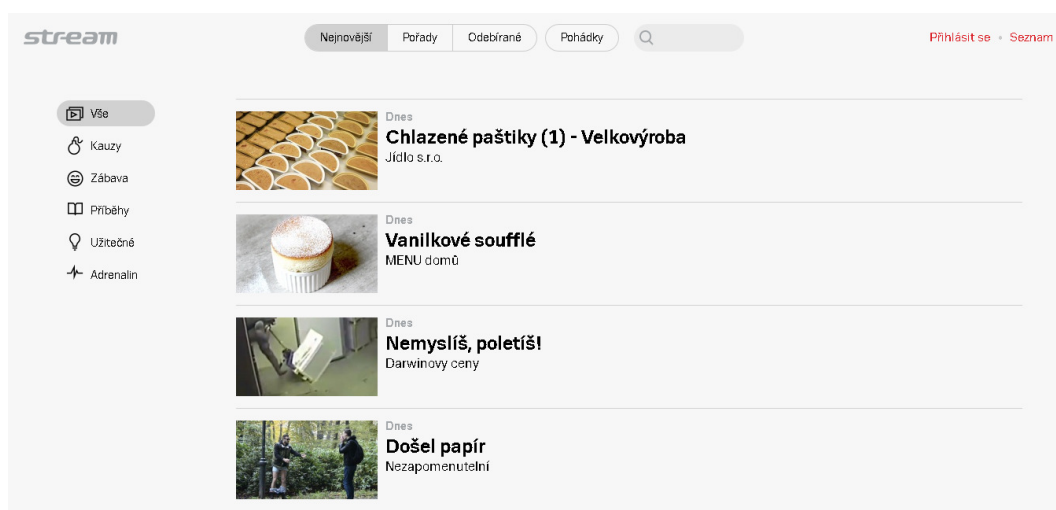 stream
Nejnovější Pořady Odebírané Pohádky
Přihlásit se • Seznam
Vše
Kauzy
Zábava
Příběhy
Užitečné
Adrenalin
Dnes
Chlazené paštiky (1) - Velkovýroba
Jídlo s.r.o.
Dnes
Vanilkové soufflé
MENU domů
Dnes
Nemyslíš, poletíš!
Darwinovy ceny
Dnes
Došel papír
Nezapomenutelní